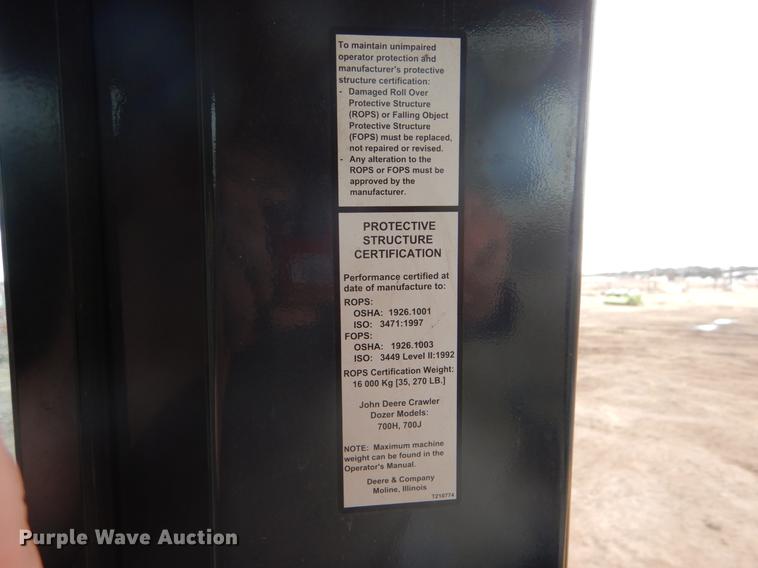 To maintain unimpaired
operator protection and
manufacturer's protective
structure certification:
- Damaged Roll Over
Protective Structure
(ROPS) or Falling Object
Protective Structure
(FOPS) must be replaced,
not repaired or revised.
- Any alteration to the
ROPS or FOPS must be
approved by the
manufacturer.
PROTECTIVE
STRUCTURE
CERTIFICATION
Performance certified at
date of manufacture to:
ROPS:
OSHA: 1926.1001
ISO: 3471:1997
FOPS:
OSHA: 1926.1003
ISO: 3449 Level II:1992
ROPS Certification Weight:
16 000 Kg [35, 270 LB.]
John Deere Crawler
Dozer Models:
700H, 700J
NOTE: Maximum machine
weight can be found in the
Operator's Manual.
Deere & Company
Moline, Illinois
T210774
Purple Wave Auction